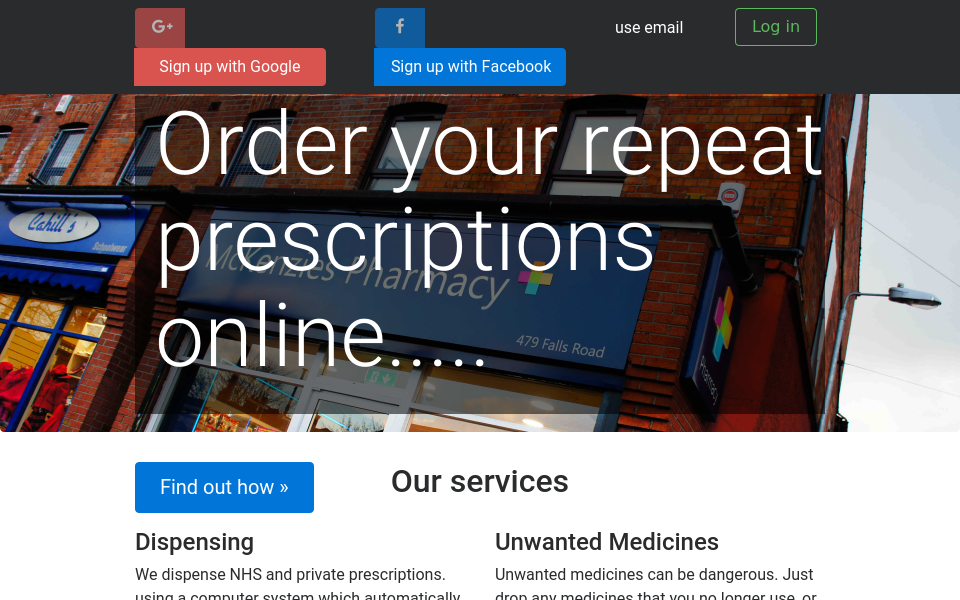 G+
f
use email
Log in
Sign up with Google
Sign up with Facebook
Order your repeat
prescriptions
online.....
Cahill's
Schoolwear
McKenzies Pharmacy
479 Falls Road
Pharmacy
Find out how »
Our services
Dispensing
Unwanted Medicines
We dispense NHS and private prescriptions.
Unwanted medicines can be dangerous. Just
using a computer system which automatically
drop any medicines that you no longer use, or